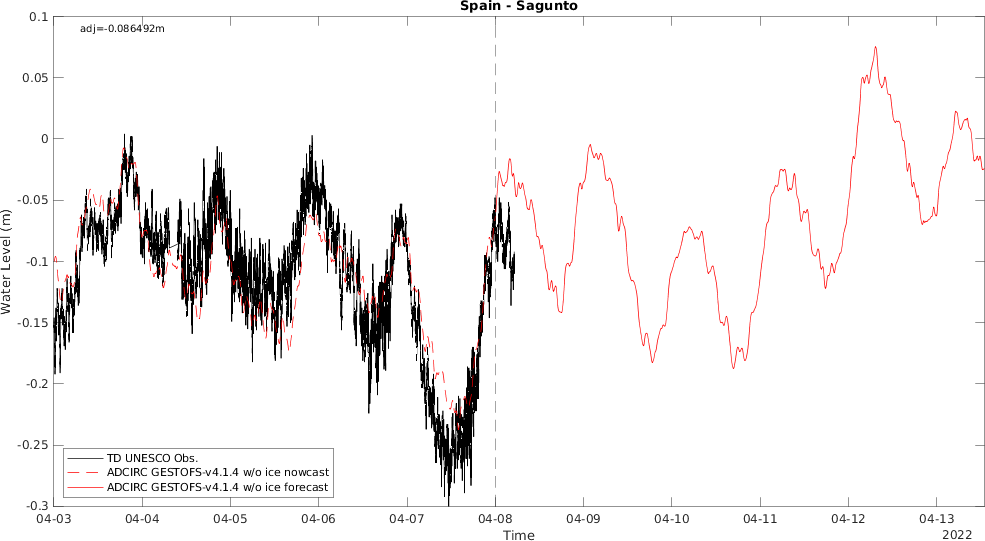 Spain - Sagunto
adj=-0.086492m
0.1
0.05
0
-0.05
-0.1
-0.15
-0.2
-0.25
-0.3
Water Level (m)
TD UNESCO Obs.
ADCIRC GESTOFS-v4.1.4 w/o ice nowcast
ADCIRC GESTOFS-v4.1.4 w/o ice forecast
04-03 04-04 04-05 04-06 04-07 04-08 04-09 04-10 04-11 04-12 04-13
Time
2022